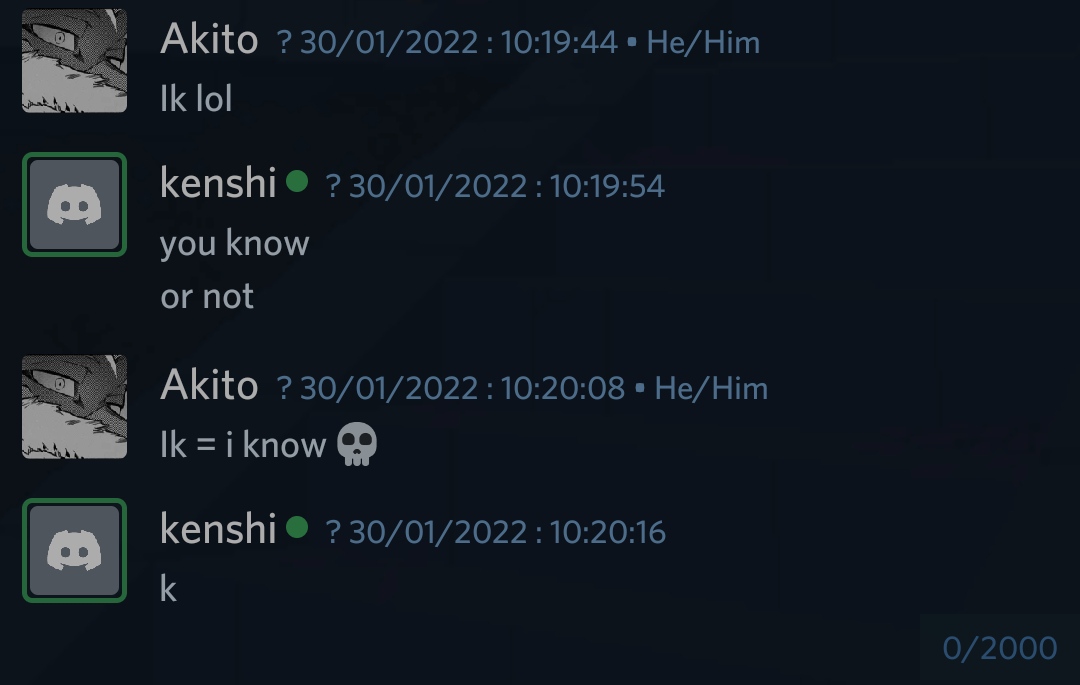 Akito ? 30/01/2022 : 10:19:44 • He/Him
Ik lol
kenshi ? 30/01/2022 : 10:19:54
you know
or not
Akito ? 30/01/2022 : 10:20:08 • He/Him
Ik = i know 💀
kenshi ? 30/01/2022 : 10:20:16
k
0/2000